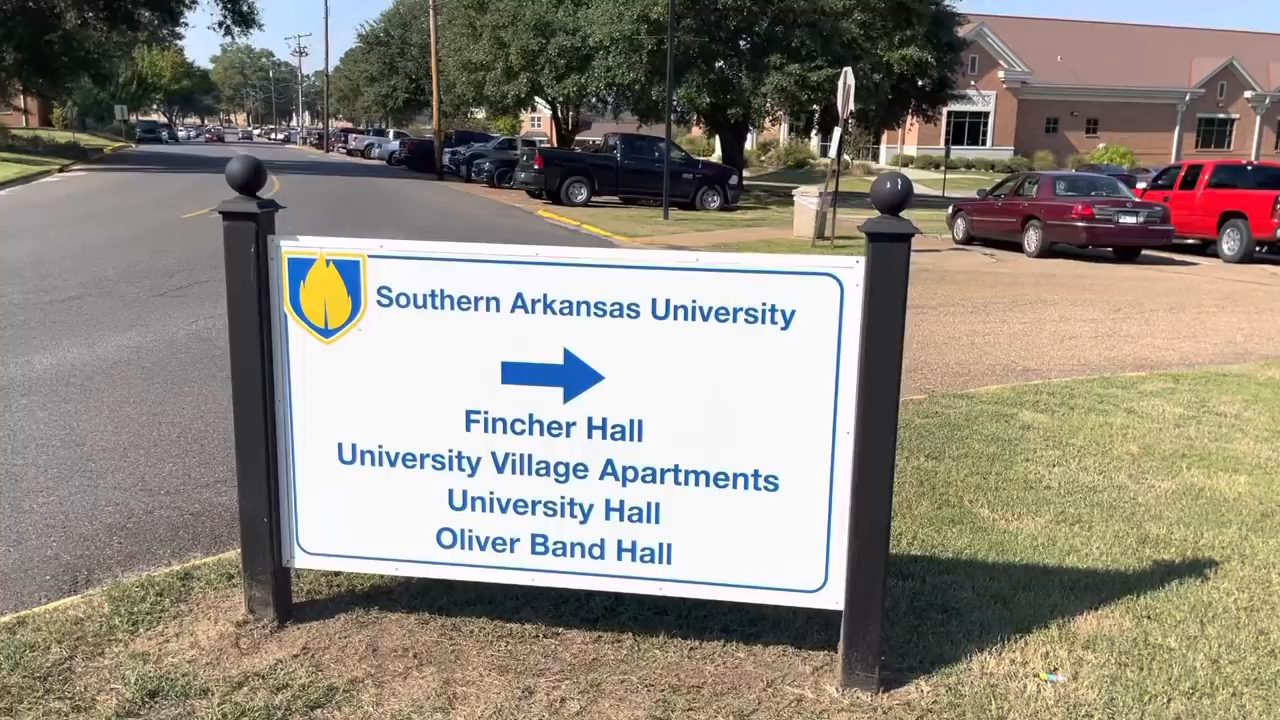 Southern Arkansas University
Fincher Hall
University Village Apartments
University Hall
Oliver Band Hall